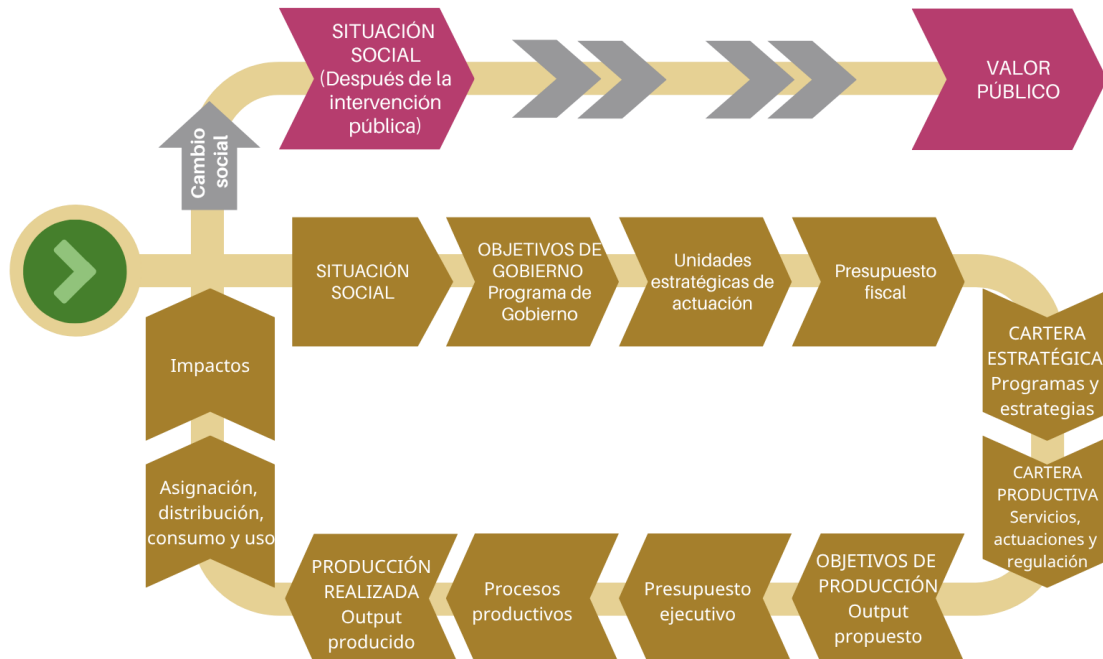 SITUACIÓN
SOCIAL
(Después de la
intervención
pública)
VALOR
PÚBLICO
Cambio
social
SITUACIÓN
SOCIAL
OBJETIVOS DE
GOBIERNO
Programa de
Gobierno
Unidades
estratégicas de
actuación
Presupuesto
fiscal
CARTERA
ESTRATÉGICA
Programas y
estrategias
CARTERA
PRODUCTIVA
Servicios,
actuaciones y
regulación
OBJETIVOS DE
PRODUCCIÓN
Output
propuesto
Presupuesto
ejecutivo
Procesos
productivos
PRODUCCIÓN
REALIZADA
Output
producido
Asignación,
distribución,
consumo y uso
Impactos